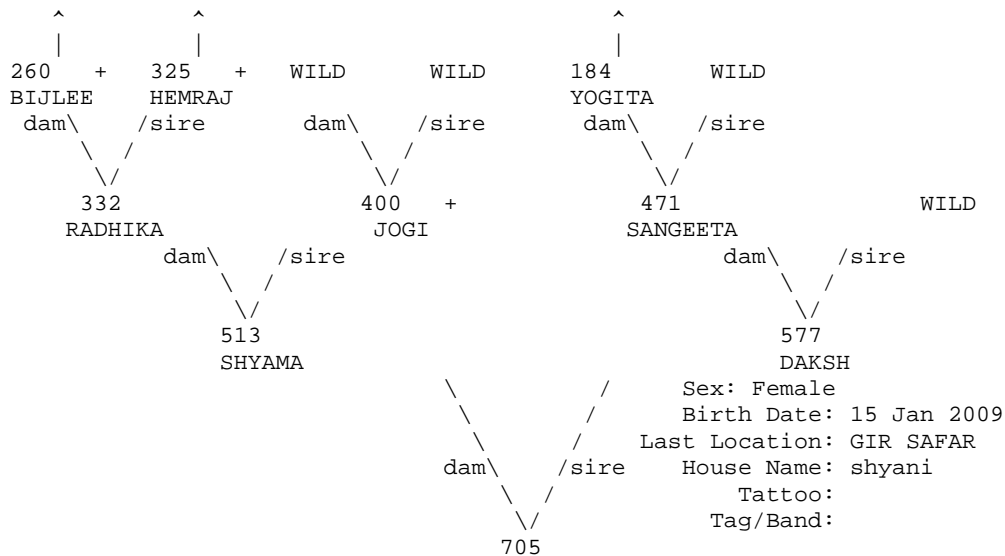 ^ ^ ^
| | |
260 + 325 + WILD WILD 184 WILD
BIJLEE HEMRAJ YOGITA
dam\ /sire dam\ /sire dam\ /sire
\ / \ / \ /
\/ \/ \/
332 400 + 471 WILD
RADHIKA JOGI SANGEETA
dam\ /sire dam\ /sire
\ / \ /
\/ \/
513 577
SHYAMA DAKSH
\ / Sex: Female
\ / Birth Date: 15 Jan 2009
\ / Last Location: GIR SAFAR
dam\ /sire House Name: shyani
\ / Tattoo:
\/ Tag/Band:
705